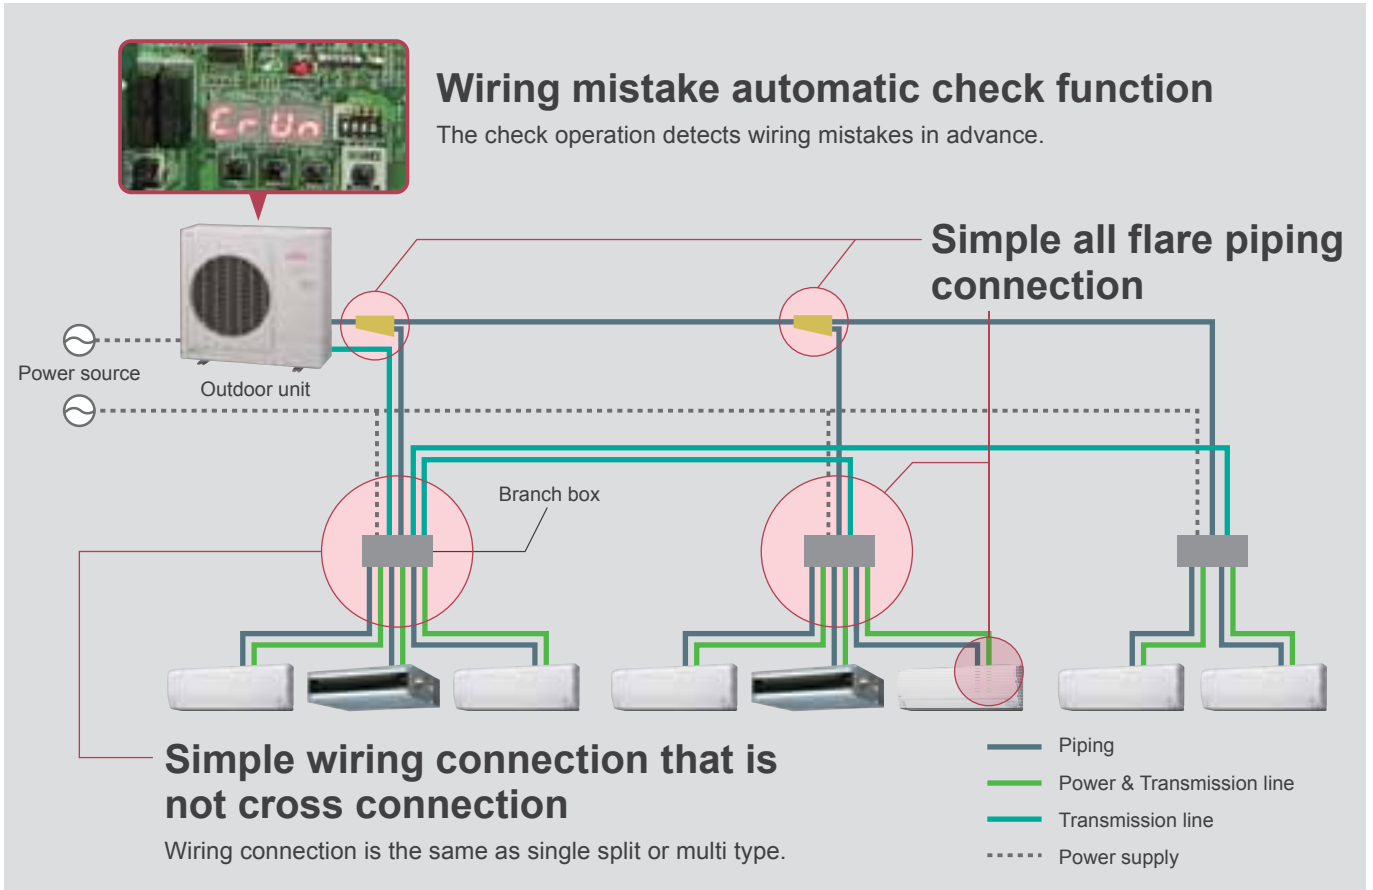 Cr Un
Wiring mistake automatic check function
The check operation detects wiring mistakes in advance.
Simple all flare piping
connection
Power source
Outdoor unit
Branch box
Simple wiring connection that is
not cross connection
Wiring connection is the same as single split or multi type.
Piping
Power & Transmission line
Transmission line
Power supply